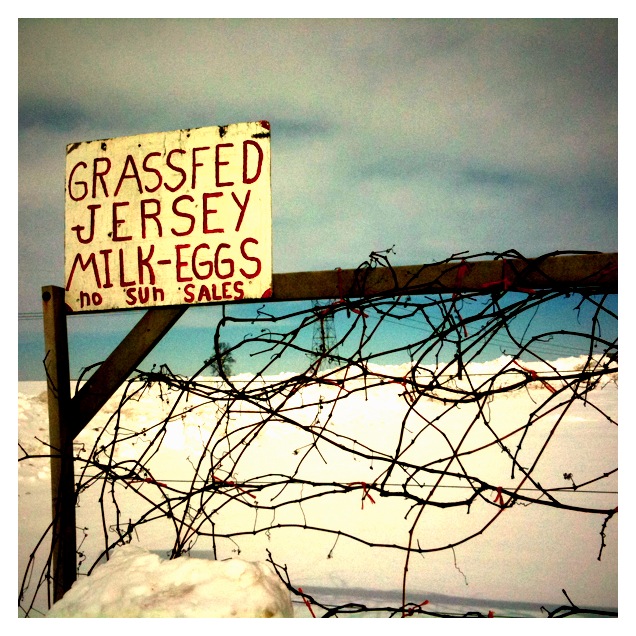 GRASSFED
JERSEY
MILK-EGGS
no sun SALES